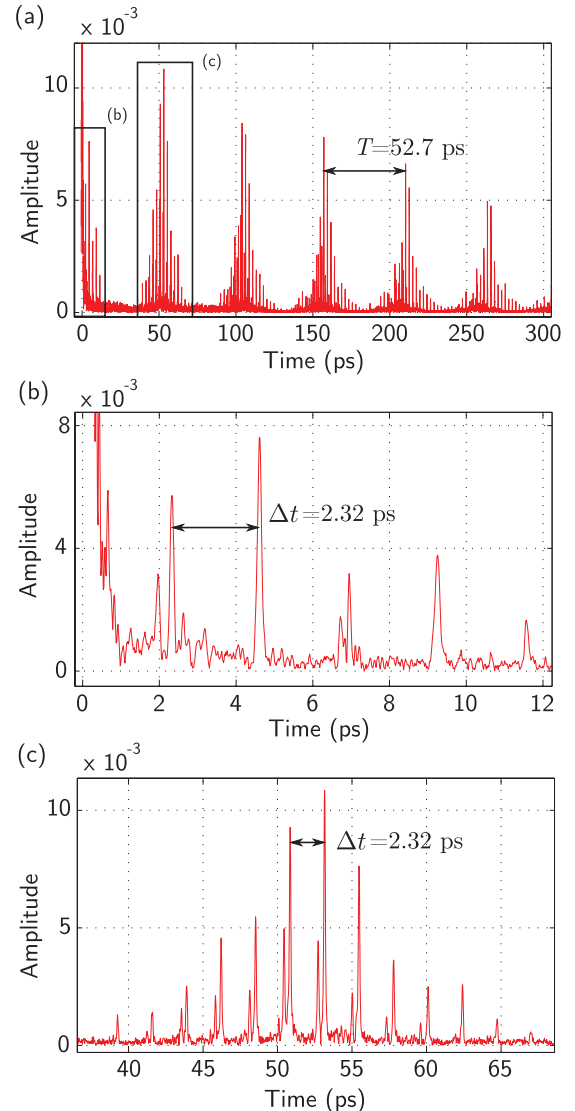 (a)
× 10⁻³
10
5
0
Amplitude
(b)
(c)
T=52.7 ps
0 50 100 150 200 250 300
Time (ps)
(b)
× 10⁻³
8
4
0
Amplitude
Δt=2.32 ps
0 2 4 6 8 10 12
Time (ps)
(c)
× 10⁻³
10
5
0
Amplitude
Δt=2.32 ps
40 45 50 55 60 65
Time (ps)